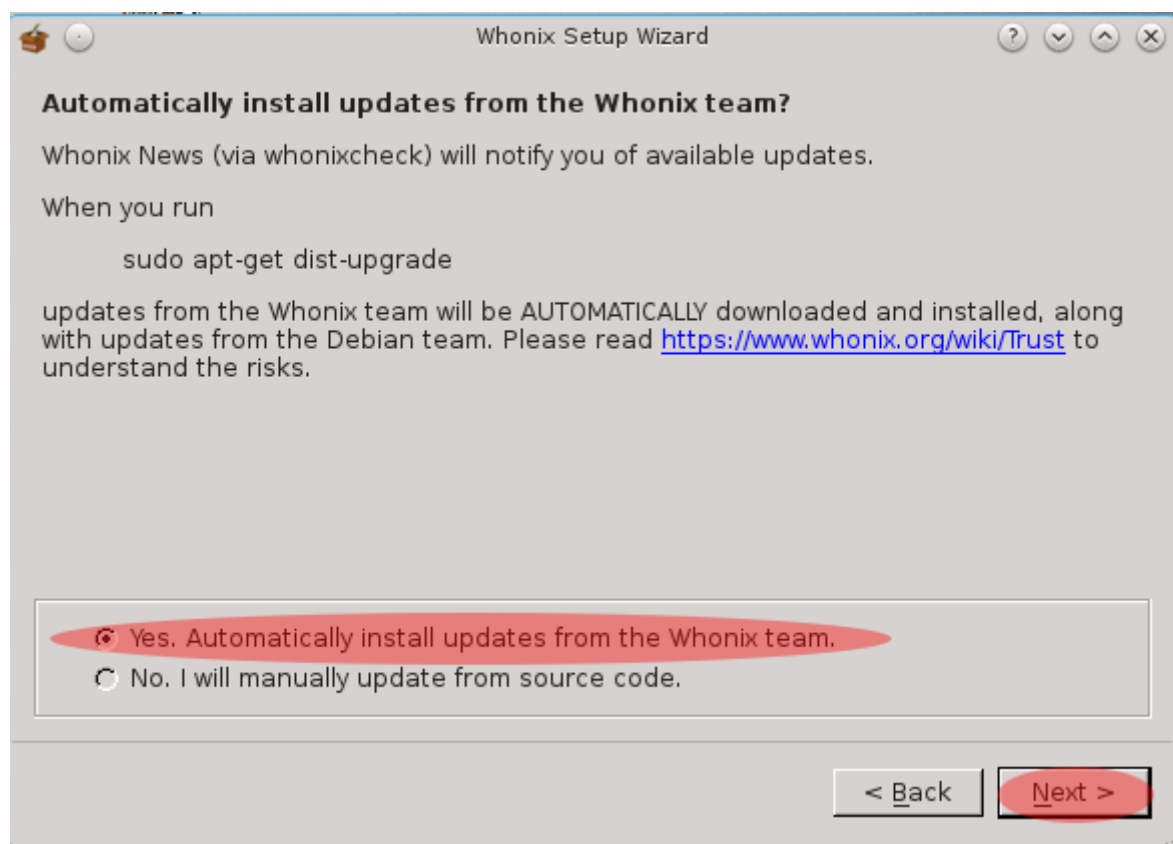 Whonix Setup Wizard
Automatically install updates from the Whonix team?
Whonix News (via whonixcheck) will notify you of available updates.
When you run
sudo apt-get dist-upgrade
updates from the Whonix team will be AUTOMATICALLY downloaded and installed, along
with updates from the Debian team. Please read https://www.whonix.org/wiki/Trust to
understand the risks.
Yes. Automatically install updates from the Whonix team.
No. I will manually update from source code.
< Back Next >